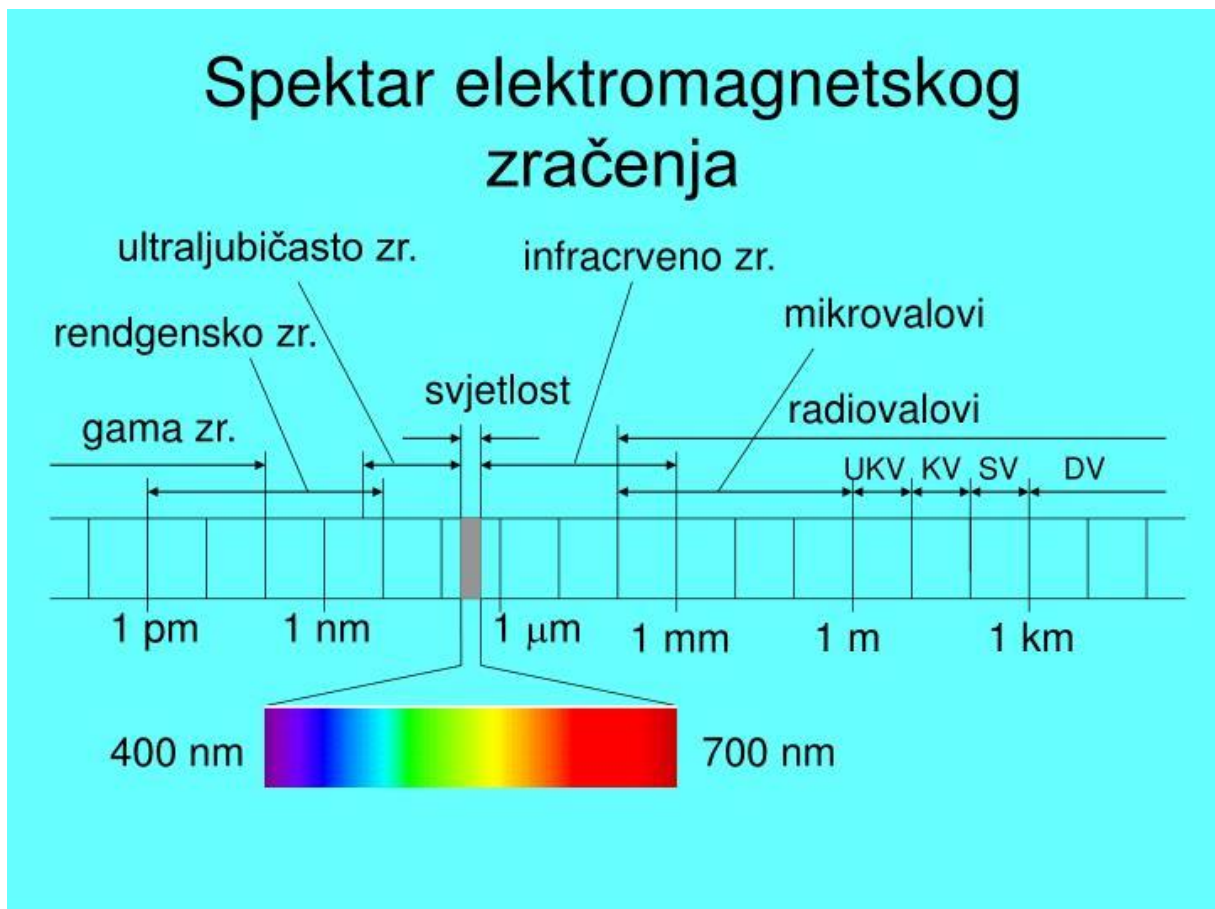 Spektar elektromagnetskog
zračenja
ultraljubičasto zr.
infracrveno zr.
mikrovalovi
rendgensko zr.
svjetlost
radiovalovi
gama zr.
UKV KV SV DV
1 pm 1 nm 1 μm 1 mm 1 m 1 km
400 nm 700 nm